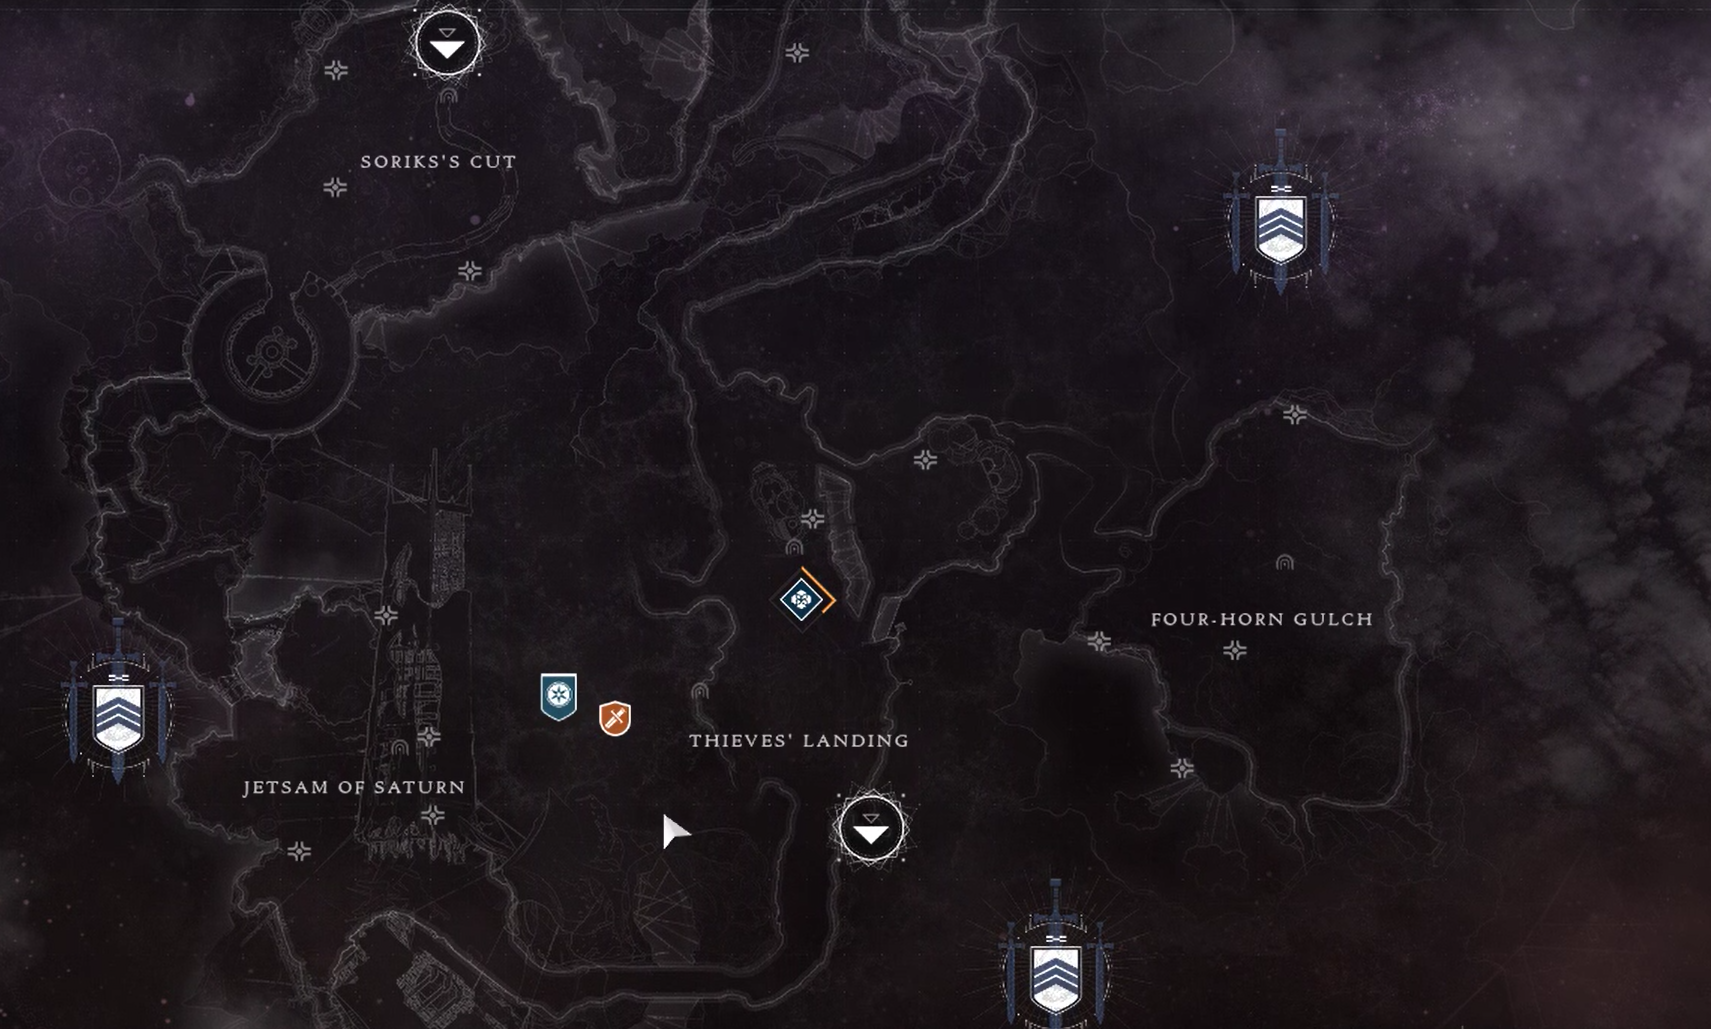 SORIKS'S CUT
FOUR-HORN GULCH
THIEVES' LANDING
JETSAM OF SATURN